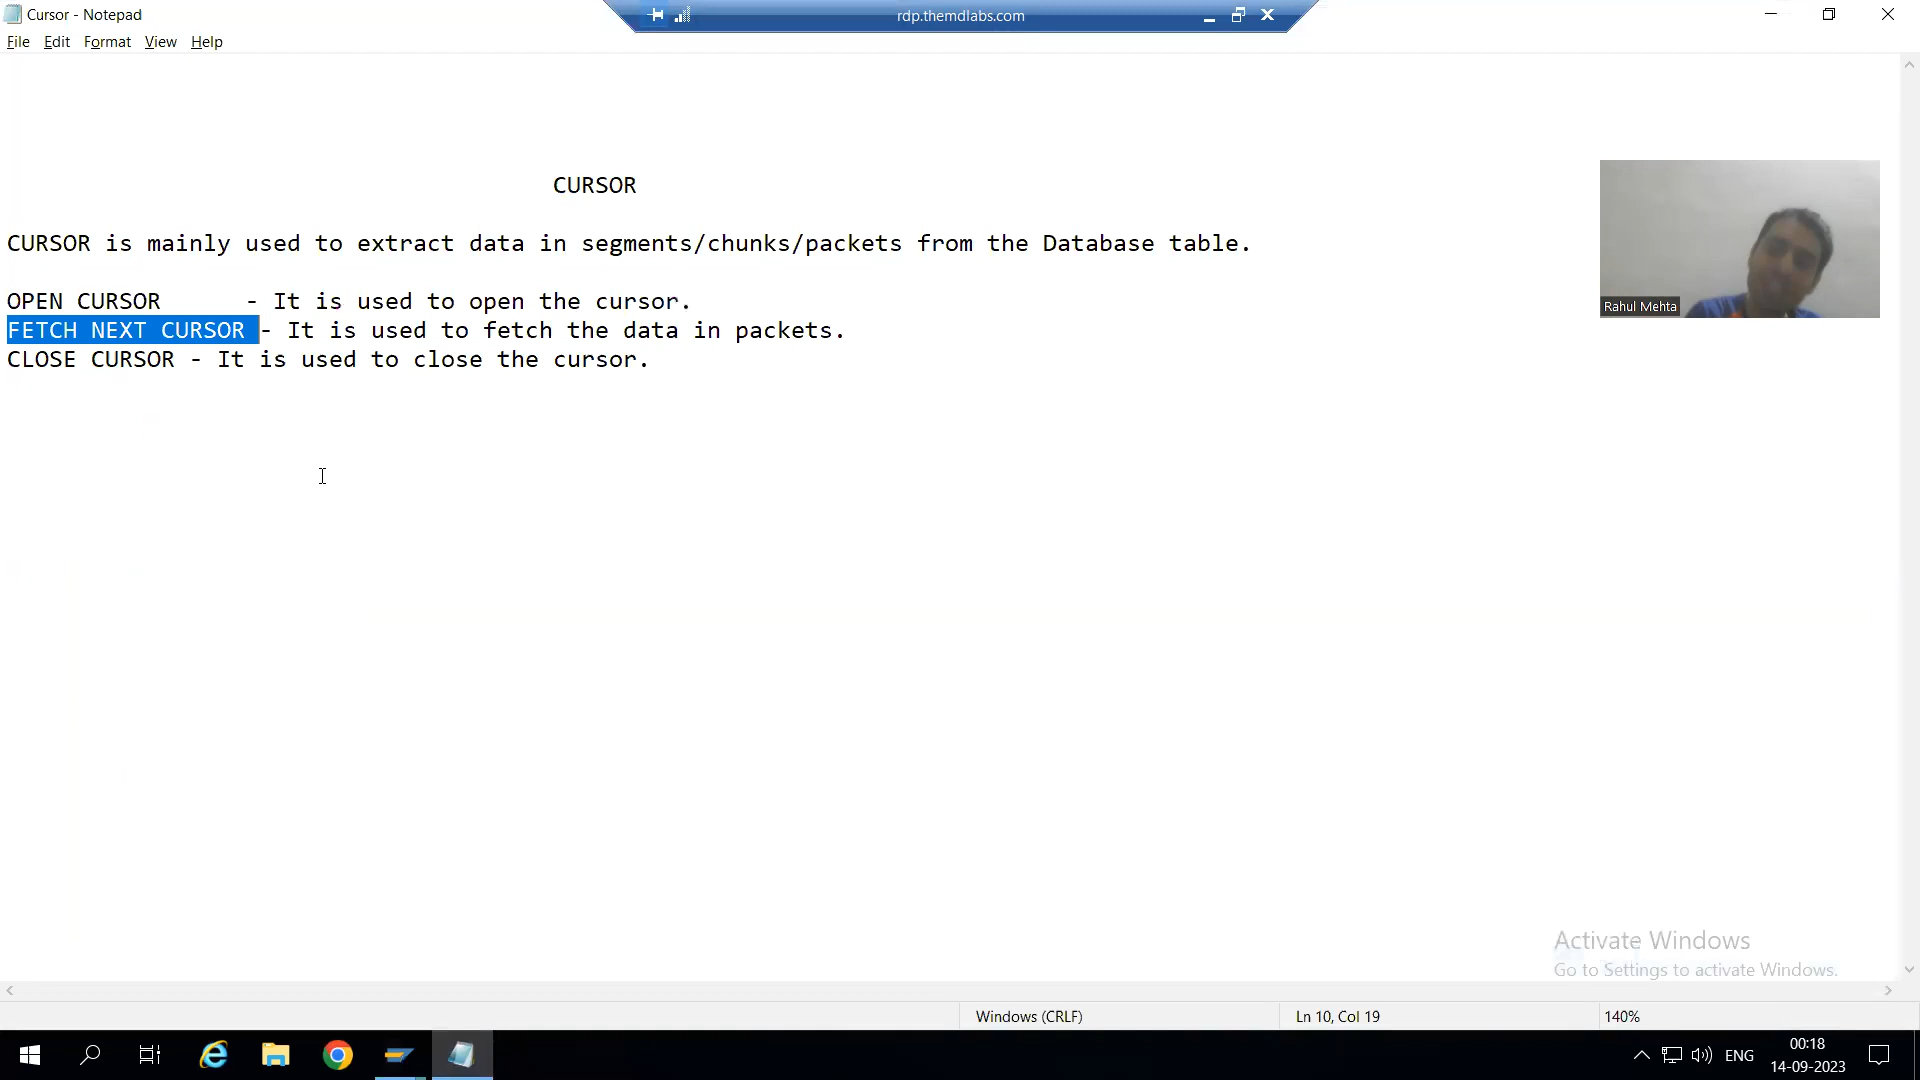 Cursor - Notepad
rdp.themdlabs.com
File Edit Format View Help
CURSOR
CURSOR is mainly used to extract data in segments/chunks/packets from the Database table.
OPEN CURSOR - It is used to open the cursor.
FETCH NEXT CURSOR - It is used to fetch the data in packets.
CLOSE CURSOR - It is used to close the cursor.
Rahul Mehta
Activate Windows
Go to Settings to activate Windows.
Windows (CRLF) Ln 10, Col 19 140%
ENG
00:18
14-09-2023